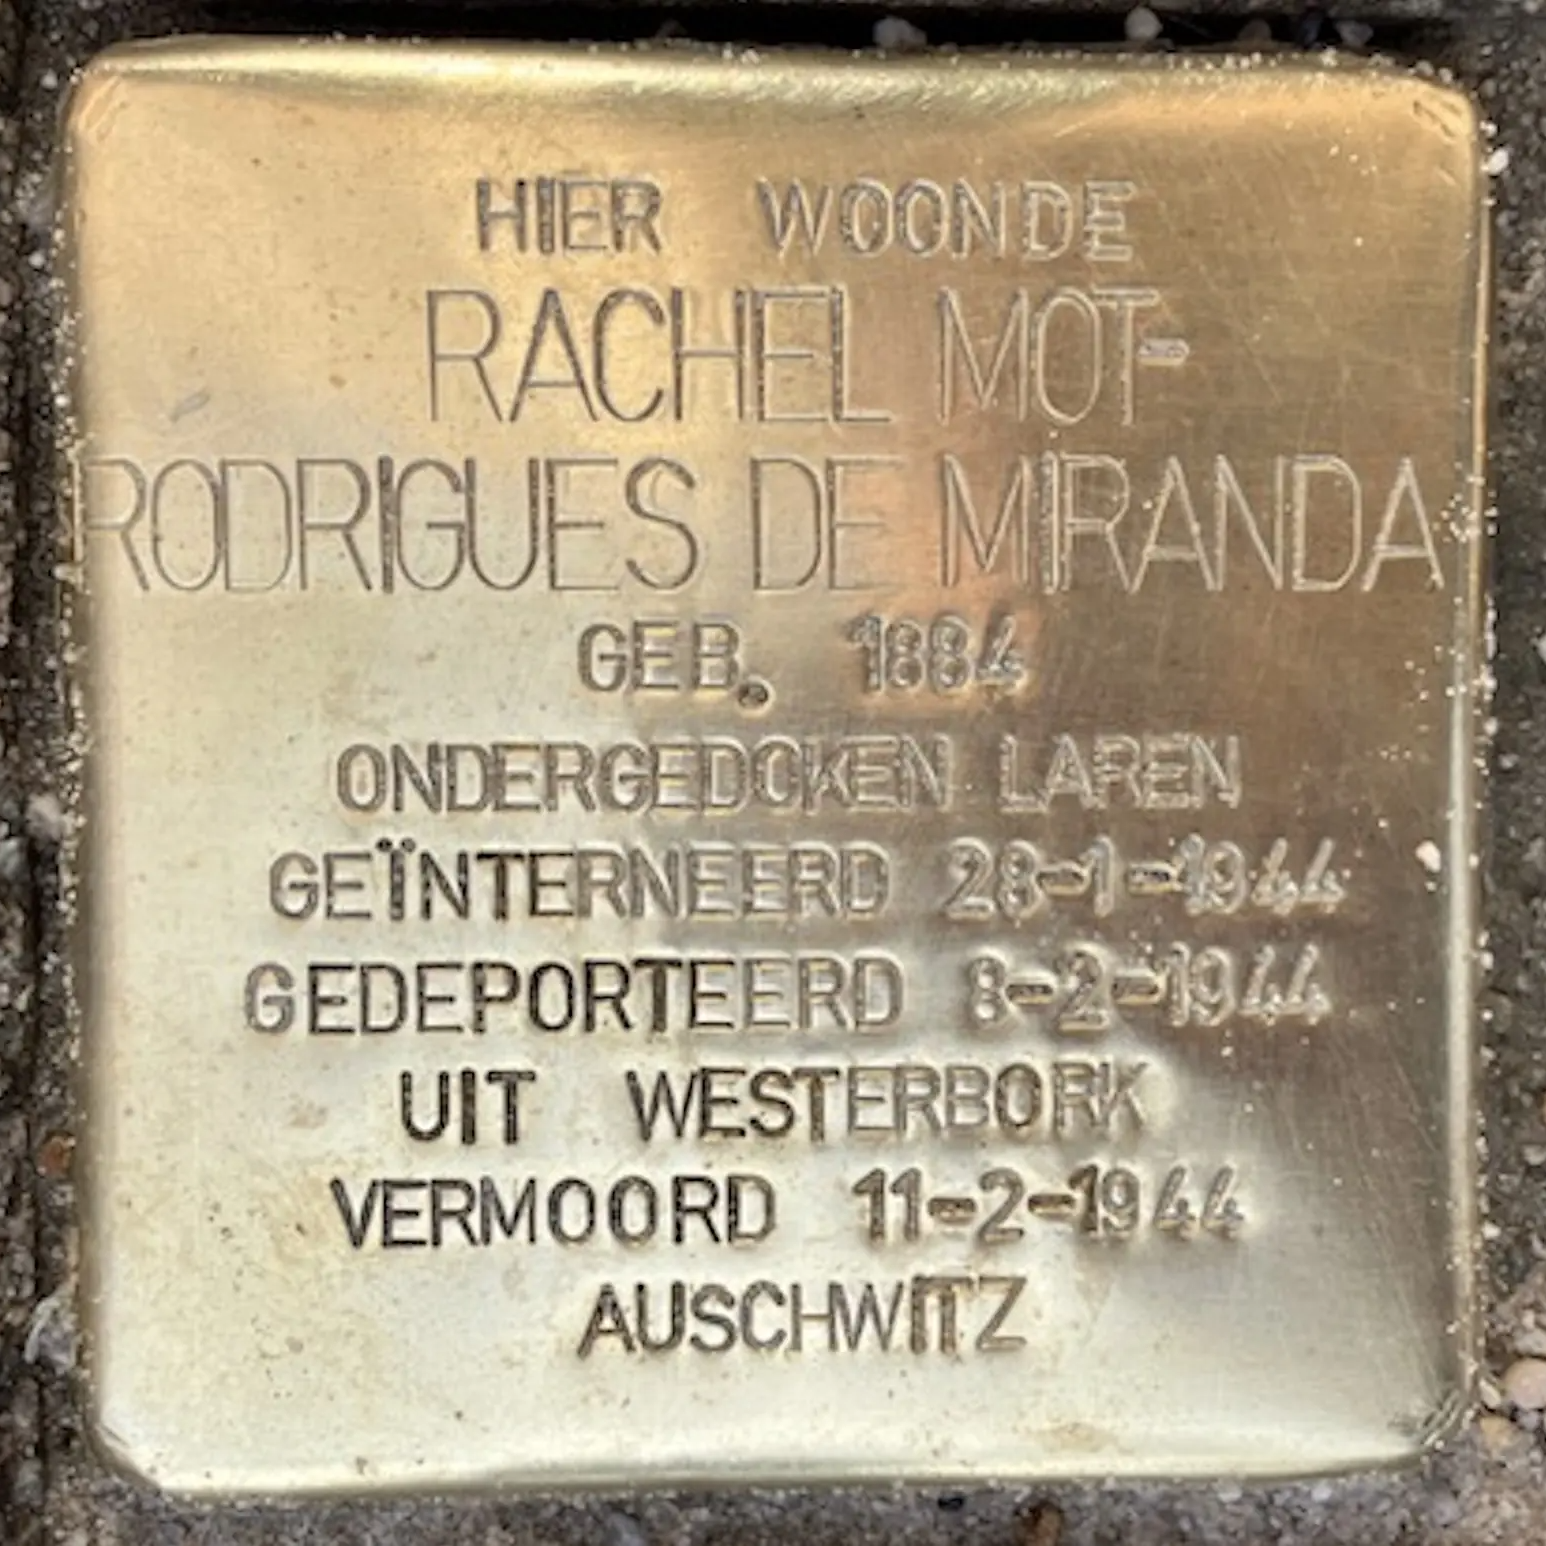 HIER WOONDE
RACHEL MOT-
RODRIGUES DE MIRANDA
GEB. 1884
ONDERGEDOKEN LAREN
GEÏNTERNEERD 28-1-1944
GEDEPORTEERD 8-2-1944
UIT WESTERBORK
VERMOORD 11-2-1944
AUSCHWITZ